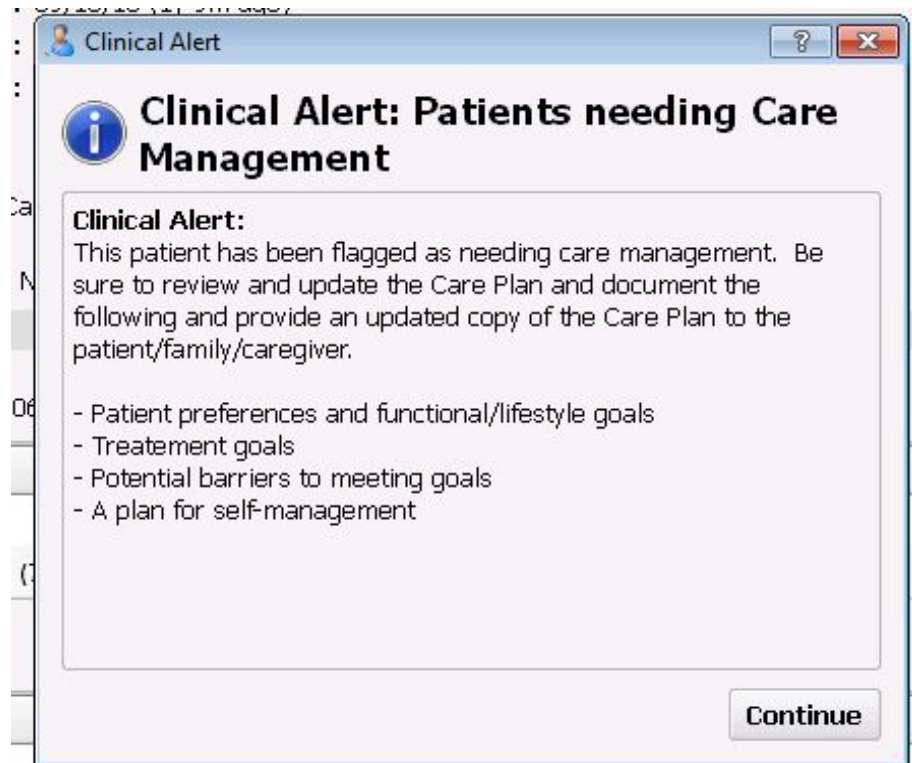 Clinical Alert
?
Clinical Alert: Patients needing Care
Management
Clinical Alert:
This patient has been flagged as needing care management.  Be
sure to review and update the Care Plan and document the
following and provide an updated copy of the Care Plan to the
patient/family/caregiver.
- Patient preferences and functional/lifestyle goals
- Treatement goals
- Potential barriers to meeting goals
- A plan for self-management
Continue